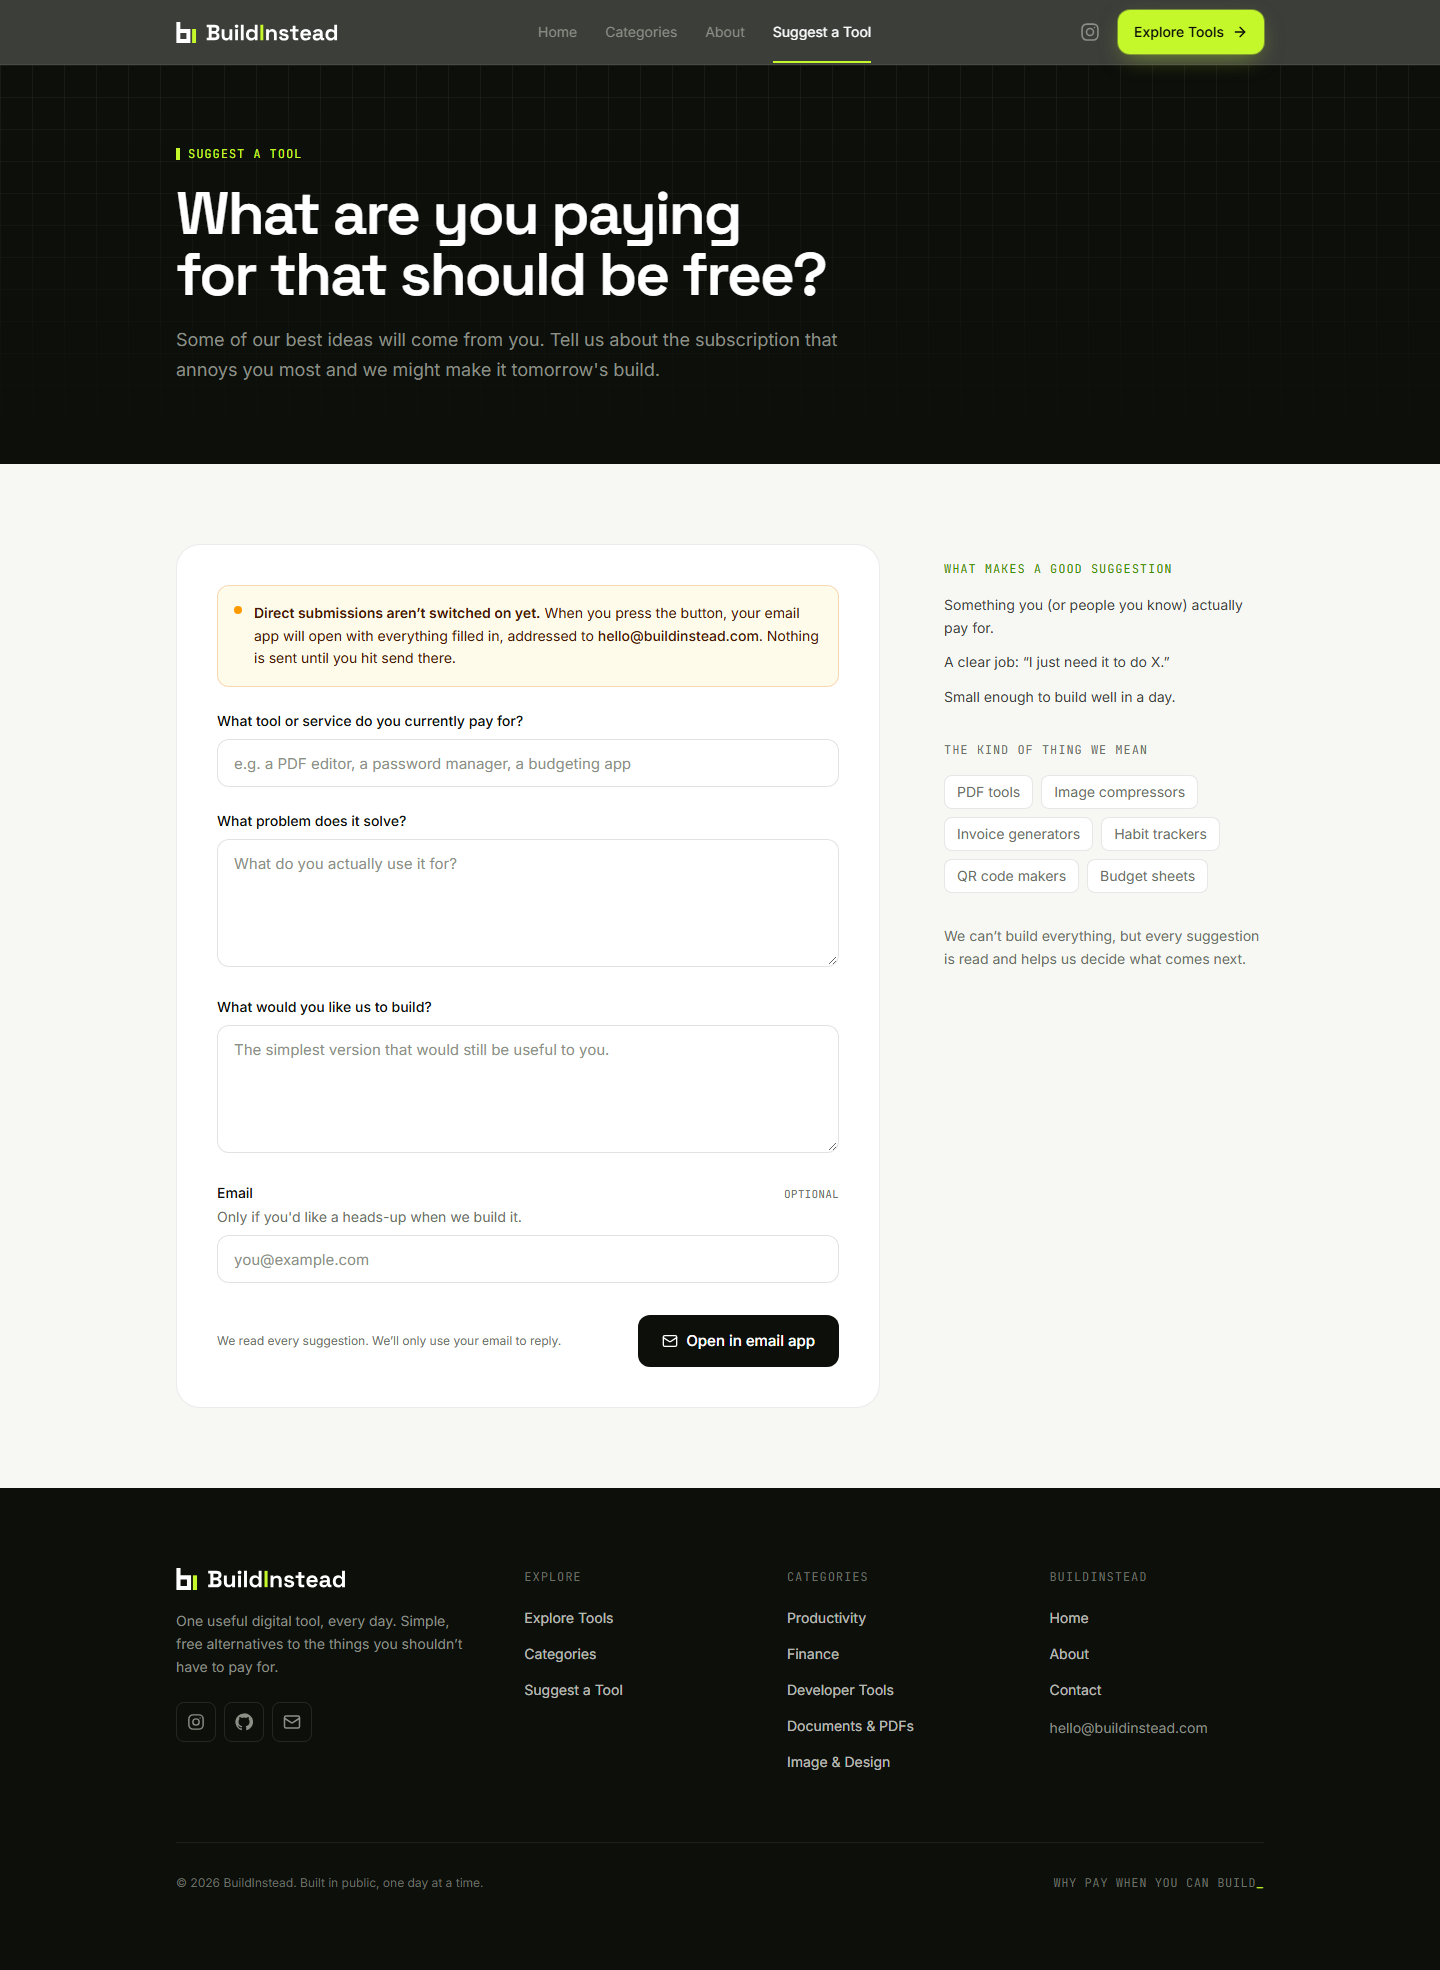 BuildInstead
Home
Categories
About
Suggest a Tool
Explore Tools
SUGGEST A TOOL
What are you paying
for that should be free?
Some of our best ideas will come from you. Tell us about the subscription that
annoys you most and we might make it tomorrow's build.
Direct submissions aren’t switched on yet. When you press the button, your email
app will open with everything filled in, addressed to hello@buildinstead.com. Nothing
is sent until you hit send there.
What tool or service do you currently pay for?
e.g. a PDF editor, a password manager, a budgeting app
What problem does it solve?
What do you actually use it for?
What would you like us to build?
The simplest version that would still be useful to you.
Email
OPTIONAL
Only if you'd like a heads-up when we build it.
you@example.com
We read every suggestion. We’ll only use your email to reply.
Open in email app
WHAT MAKES A GOOD SUGGESTION
Something you (or people you know) actually
pay for.
A clear job: “I just need it to do X.”
Small enough to build well in a day.
THE KIND OF THING WE MEAN
PDF tools
Image compressors
Invoice generators
Habit trackers
QR code makers
Budget sheets
We can’t build everything, but every suggestion
is read and helps us decide what comes next.
BuildInstead
One useful digital tool, every day. Simple,
free alternatives to the things you shouldn’t
have to pay for.
EXPLORE
Explore Tools
Categories
Suggest a Tool
CATEGORIES
Productivity
Finance
Developer Tools
Documents & PDFs
Image & Design
BUILDINSTEAD
Home
About
Contact
hello@buildinstead.com
© 2026 BuildInstead. Built in public, one day at a time.
WHY PAY WHEN YOU CAN BUILD_